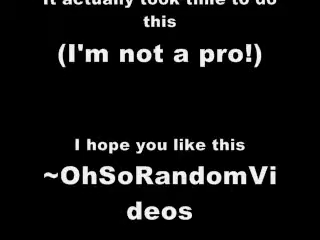 It actually took time to do
this
(I'm not a pro!)
I hope you like this
~OhSoRandomVi
deos